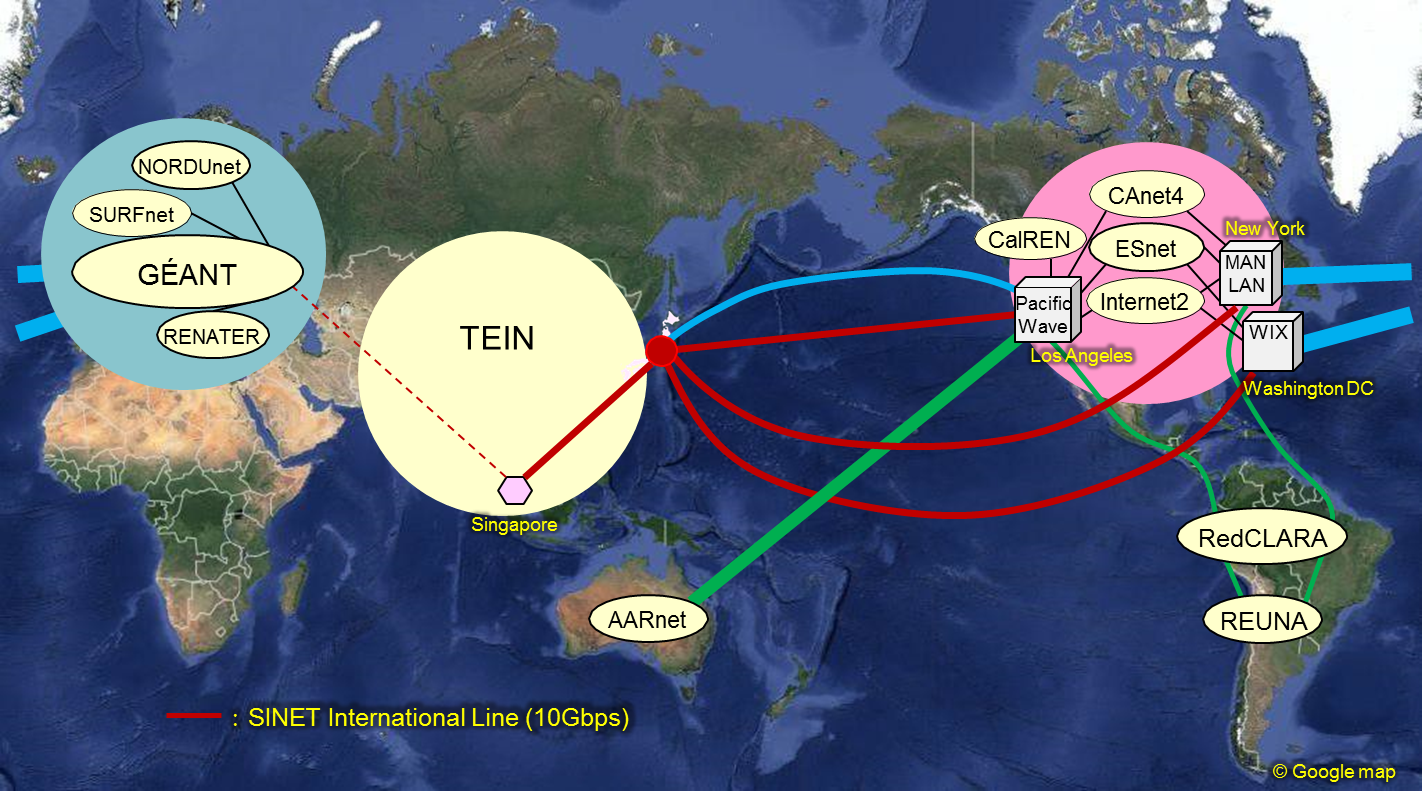 NORDUnet
SURFnet
GÉANT
RENATER
TEIN
Singapore
AARnet
CAnet4
CalREN
ESnet
Internet2
New York
MAN
LAN
Pacific
Wave
WIX
Los Angeles
Washington DC
RedCLARA
REUNA
: SINET International Line (10Gbps)
© Google map